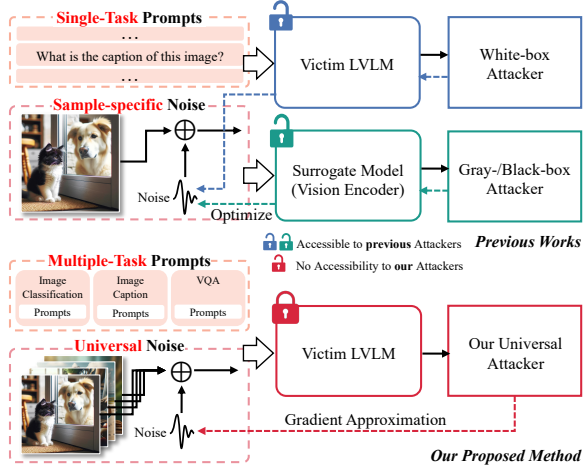 Single-Task Prompts
...
What is the caption of this image?
...
Sample-specific Noise
Noise
Optimize
Victim LVLM
White-box
Attacker
Surrogate Model
(Vision Encoder)
Gray-/Black-box
Attacker
Accessible to previous Attackers
Previous Works
No Accessibility to our Attackers
Multiple-Task Prompts
Image
Classification
Prompts
Image
Caption
Prompts
VQA
Prompts
Universal Noise
Noise
Victim LVLM
Our Universal
Attacker
Gradient Approximation
Our Proposed Method